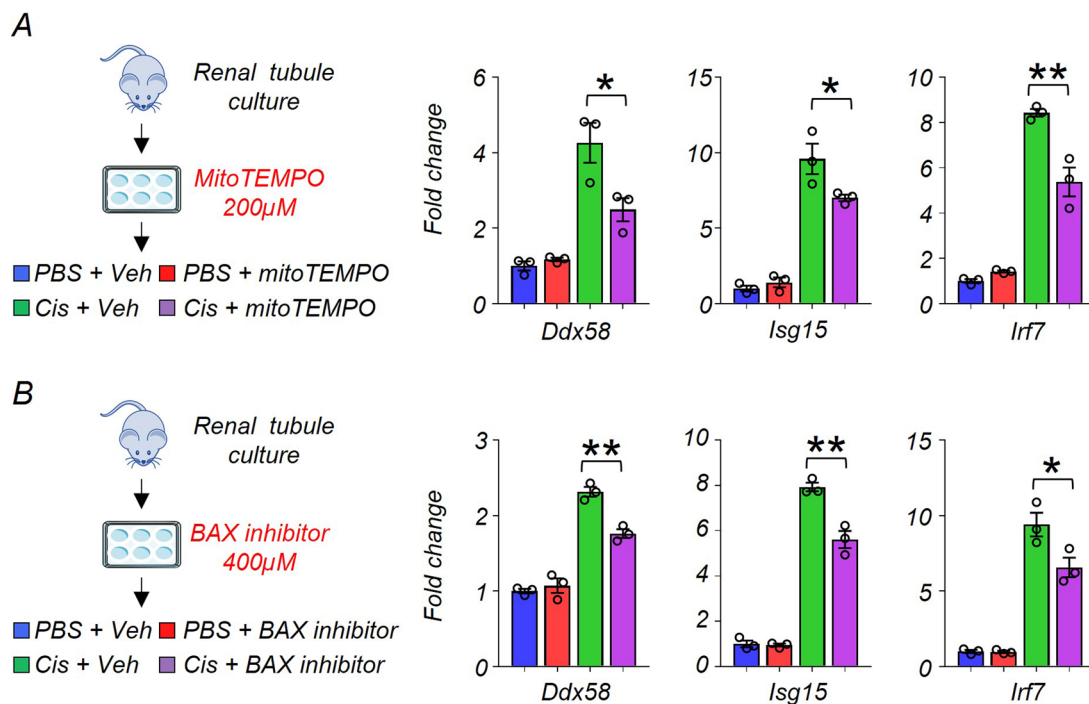 A
Renal tubule
culture
MitoTEMPO
200µM
PBS + Veh PBS + mitoTEMPO
Cis + Veh Cis + mitoTEMPO
Fold change
6
4
2
0
*
Ddx58
15
10
5
0
*
Isg15
10
8
6
4
2
0
**
Irf7
B
Renal tubule
culture
BAX inhibitor
400µM
PBS + Veh PBS + BAX inhibitor
Cis + Veh Cis + BAX inhibitor
Fold change
3
2
1
0
**
Ddx58
10
8
6
4
2
0
**
Isg15
15
10
5
0
*
Irf7